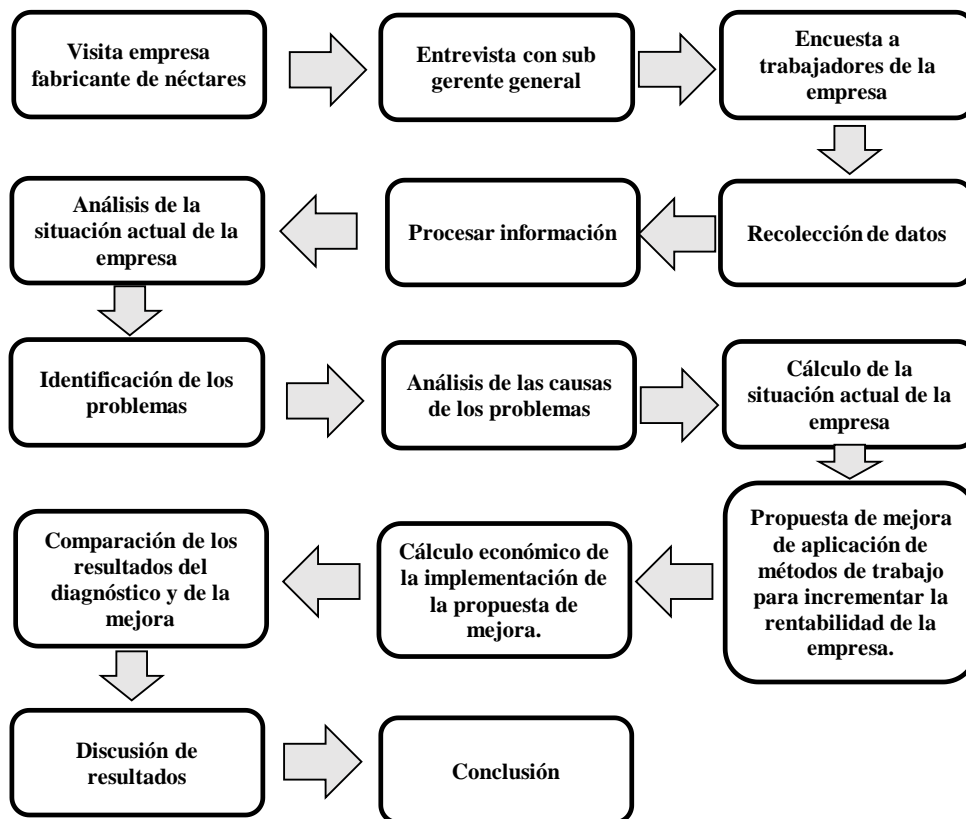 Visita empresa
fabricante de néctares
Entrevista con sub
gerente general
Encuesta a
trabajadores de la
empresa
Recolección de datos
Procesar información
Análisis de la
situación actual de la
empresa
Identificación de los
problemas
Análisis de las causas
de los problemas
Cálculo de la
situación actual de la
empresa
Propuesta de mejora
de aplicación de
métodos de trabajo
para incrementar la
rentabilidad de la
empresa.
Cálculo económico de
la implementación de
la propuesta de
mejora.
Comparación de los
resultados del
diagnóstico y de la
mejora
Discusión de
resultados
Conclusión